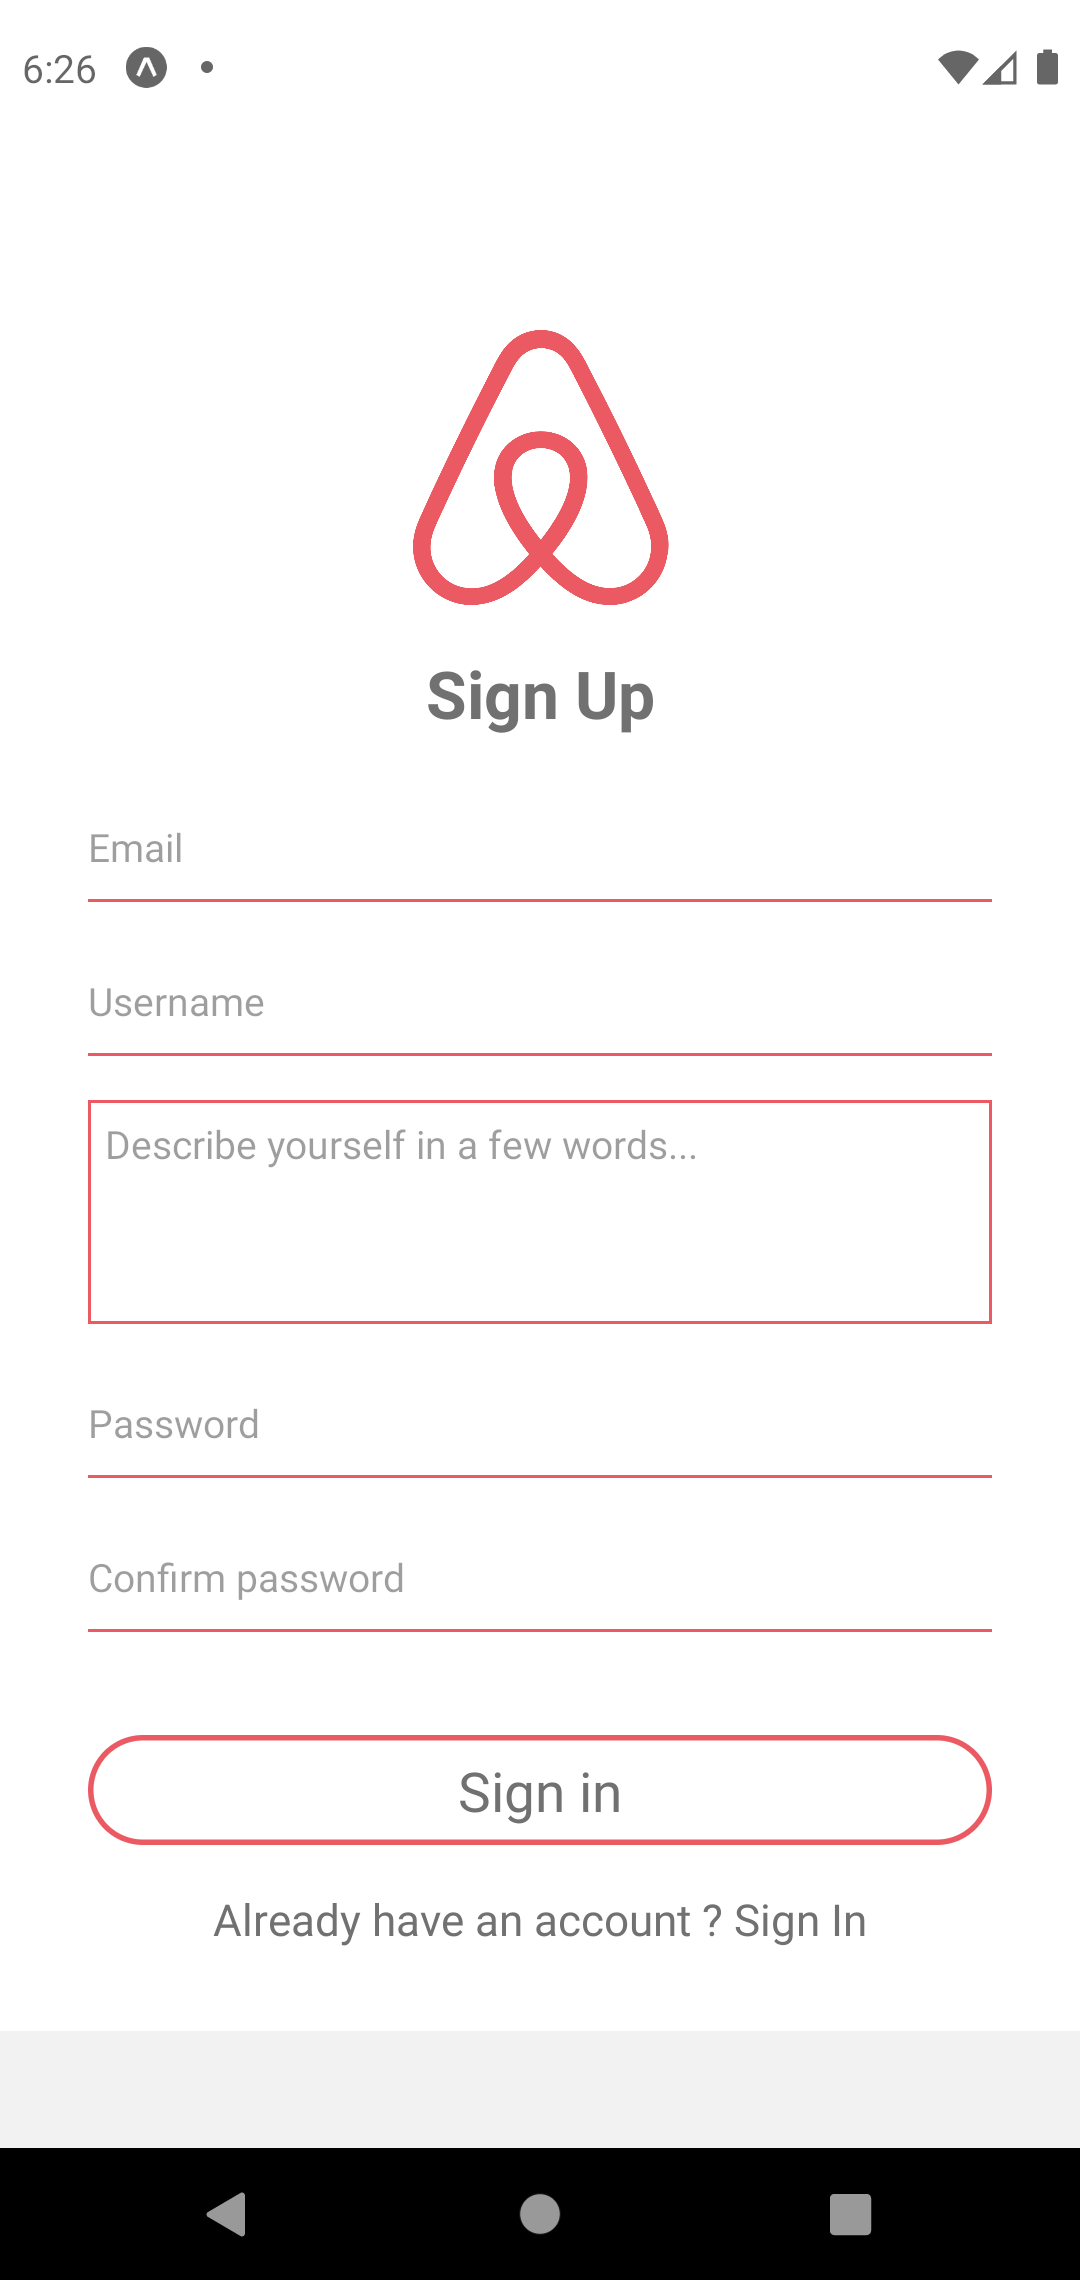 6:26
Sign Up
Email
Username
Describe yourself in a few words...
Password
Confirm password
Sign in
Already have an account ? Sign In